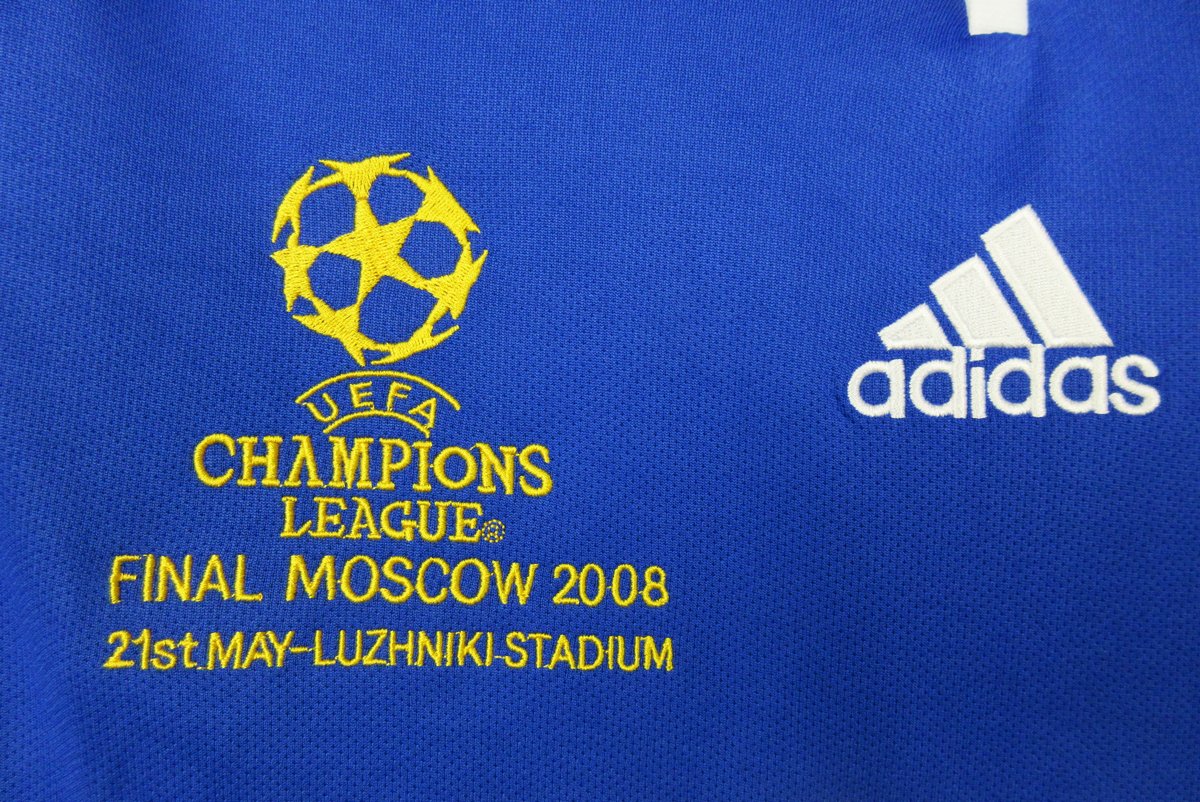 UEFA
CHAMPIONS
LEAGUE®
FINAL MOSCOW 2008
21st MAY-LUZHNIKI STADIUM
adidas